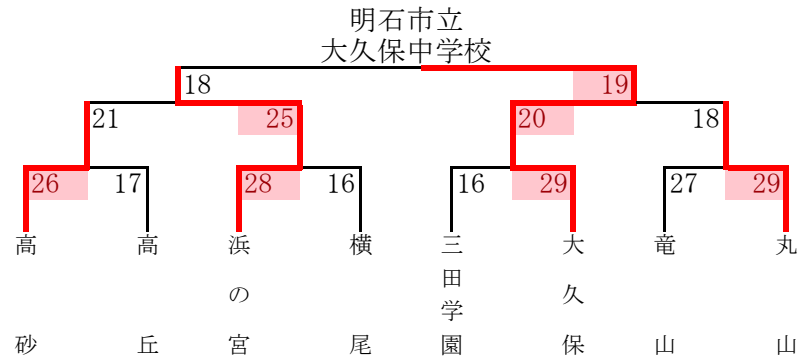 明石市立
大久保中学校
18 19
21 25 20 18
26 17 28 16 16 29 27 29
高砂
高丘
浜の宮
横尾
三田学園
大久保
竜山
丸山